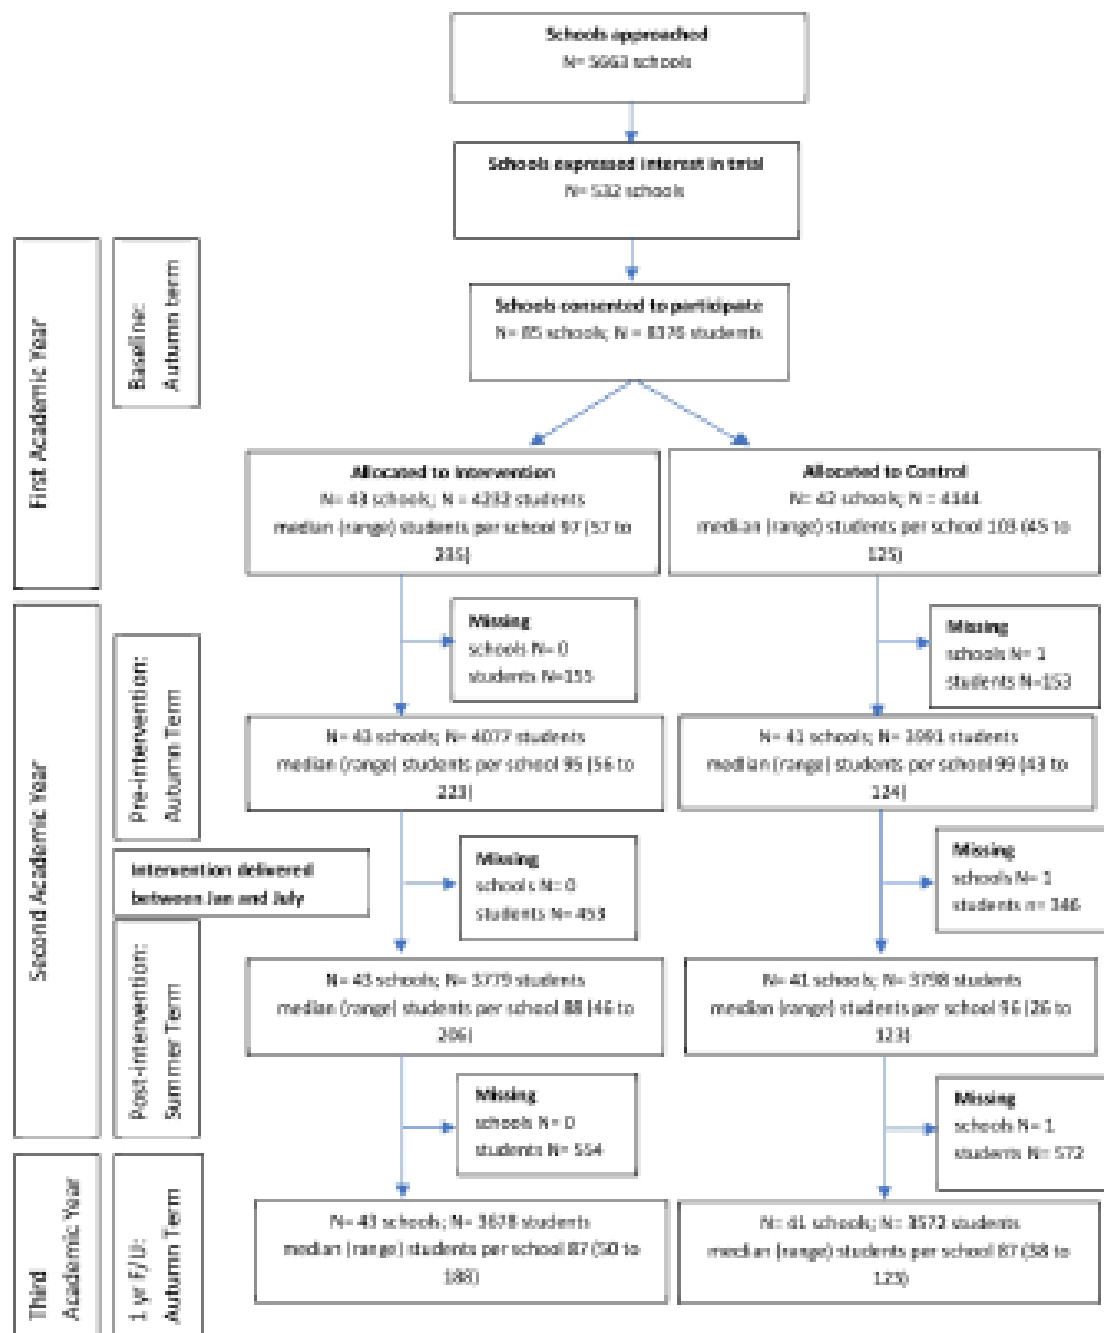 Schools approached
N= 5663 schools
Schools expressed interest in trial
N= 532 schools
Schools consented to participate
N= 85 schools; N = 8376 students
First Academic Year
Baseline:
Autumn term
Allocated to Intervention
N= 43 schools; N = 4232 students
median (range) students per school 97 (57 to
235)
Allocated to Control
N= 42 schools; N = 4144
median (range) students per school 103 (45 to
125)
Missing
schools N= 0
students N=155
Missing
schools N= 1
students N=153
Second Academic Year
Pre-intervention:
Autumn Term
N= 43 schools; N= 4077 students
median (range) students per school 95 (56 to
223)
N= 41 schools; N= 3991 students
median (range) students per school 99 (43 to
124)
Intervention delivered
between Jan and July
Missing
schools N= 0
students N= 453
Missing
schools N= 1
students n= 346
Post-intervention:
Summer Term
N= 43 schools; N= 3779 students
median (range) students per school 88 (46 to
206)
N= 41 schools; N= 3798 students
median (range) students per school 96 (26 to
123)
Missing
schools N= 0
students N= 554
Missing
schools N= 1
students N= 572
Third
Academic Year
1 yr F/U:
Autumn Term
N= 43 schools; N= 3678 students
median (range) students per school 87 (50 to
188)
N= 41 schools; N= 3572 students
median (range) students per school 87 (38 to
123)